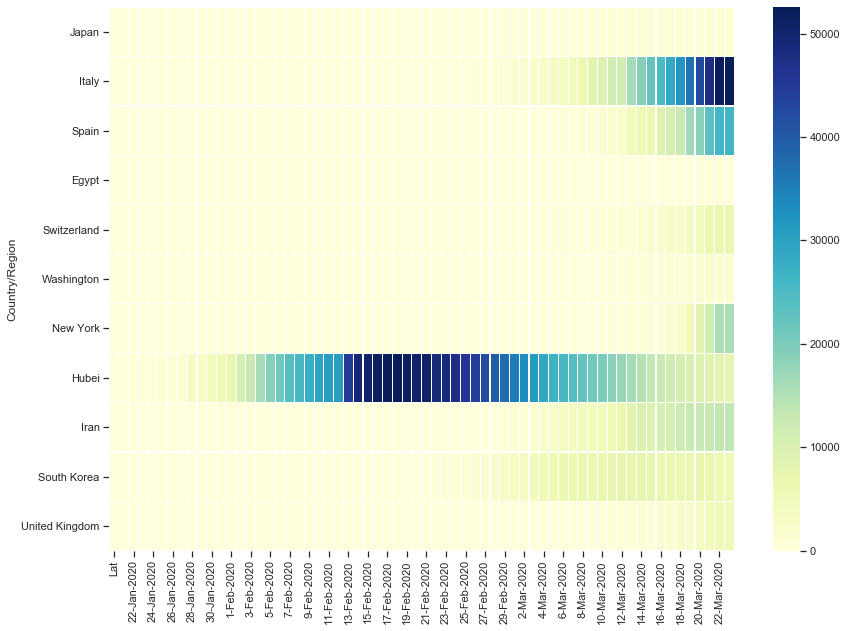 Country/Region
Japan
Italy
Spain
Egypt
Switzerland
Washington
New York
Hubei
Iran
South Korea
United Kingdom
Lat
22-Jan-2020
24-Jan-2020
26-Jan-2020
28-Jan-2020
30-Jan-2020
1-Feb-2020
3-Feb-2020
5-Feb-2020
7-Feb-2020
9-Feb-2020
11-Feb-2020
13-Feb-2020
15-Feb-2020
17-Feb-2020
19-Feb-2020
21-Feb-2020
23-Feb-2020
25-Feb-2020
27-Feb-2020
29-Feb-2020
2-Mar-2020
4-Mar-2020
6-Mar-2020
8-Mar-2020
10-Mar-2020
12-Mar-2020
14-Mar-2020
16-Mar-2020
18-Mar-2020
20-Mar-2020
22-Mar-2020
50000
40000
30000
20000
10000
0